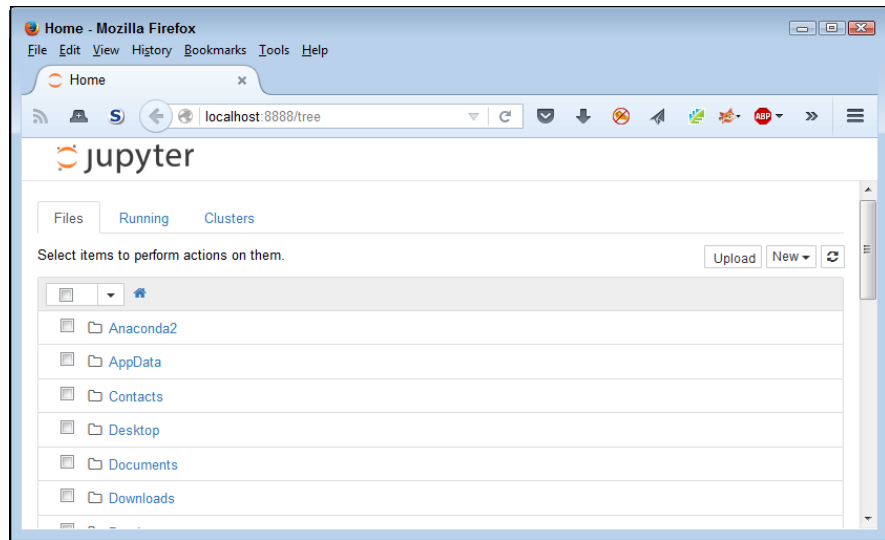 Home - Mozilla Firefox
File Edit View History Bookmarks Tools Help
Home
S) localhost:8888/tree ABP
jupyter
Files Running Clusters
Select items to perform actions on them. Upload New
Anaconda2
AppData
Contacts
Desktop
Documents
Downloads